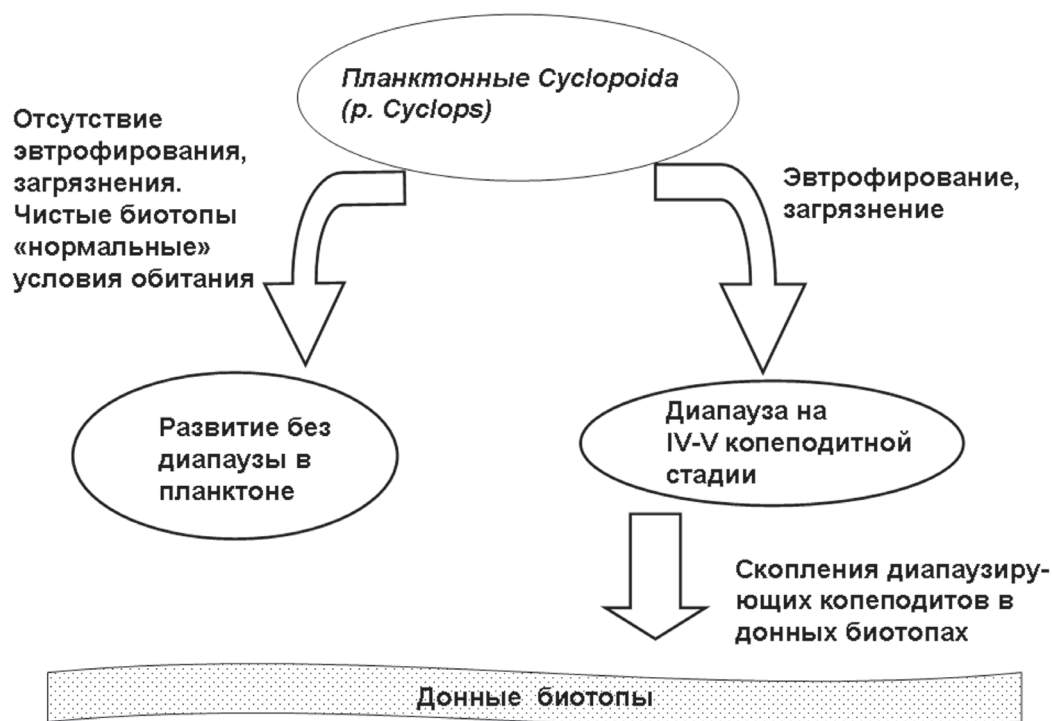 Планктонные Cyclopoida
(р. Cyclops)
Отсутствие
эвтрофирования,
загрязнения.
Чистые биотопы
«нормальные»
условия обитания
Эвтрофирование,
загрязнение
Развитие без
диапаузы в
планктоне
Диапауза на
IV-V копеподитной
стадии
Скопления диапаузиру-
ющих копеподитов в
донных биотопах
Донные биотопы